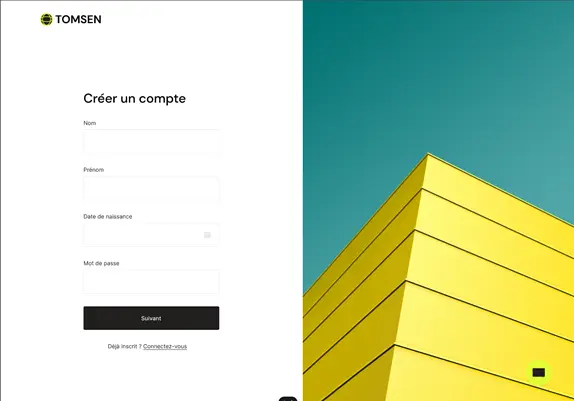 TOMSEN
Créer un compte
Nom
Prénom
Date de naissance
Mot de passe
Suivant
Déjà inscrit ? Connectez-vous